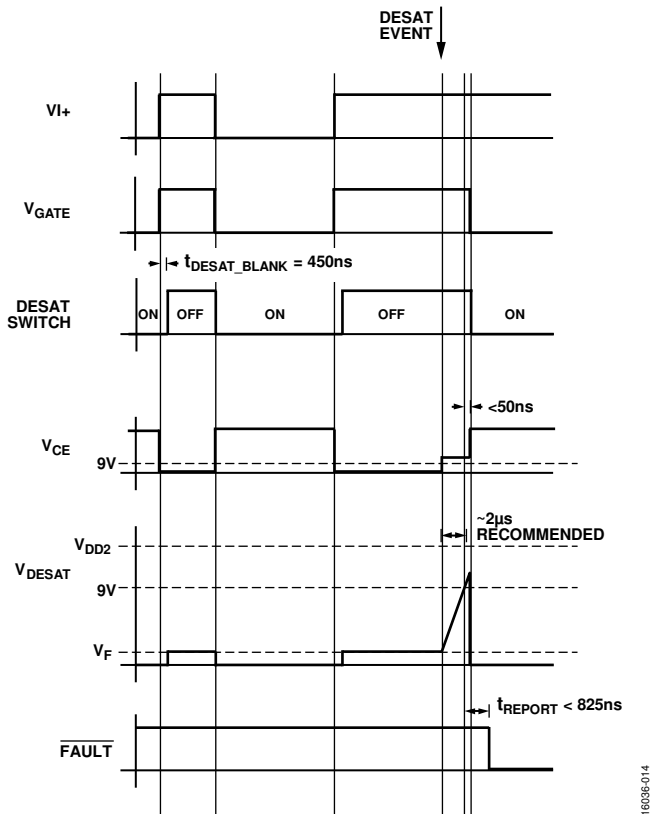 DESAT
EVENT
VI+
VGATE
tDESAT_BLANK = 450ns
DESAT
SWITCH
ON
OFF
ON
OFF
ON
<50ns
VCE
9V
~2µs
RECOMMENDED
VDD2
VDESAT
9V
VF
tREPORT < 825ns
FAULT
16036-014